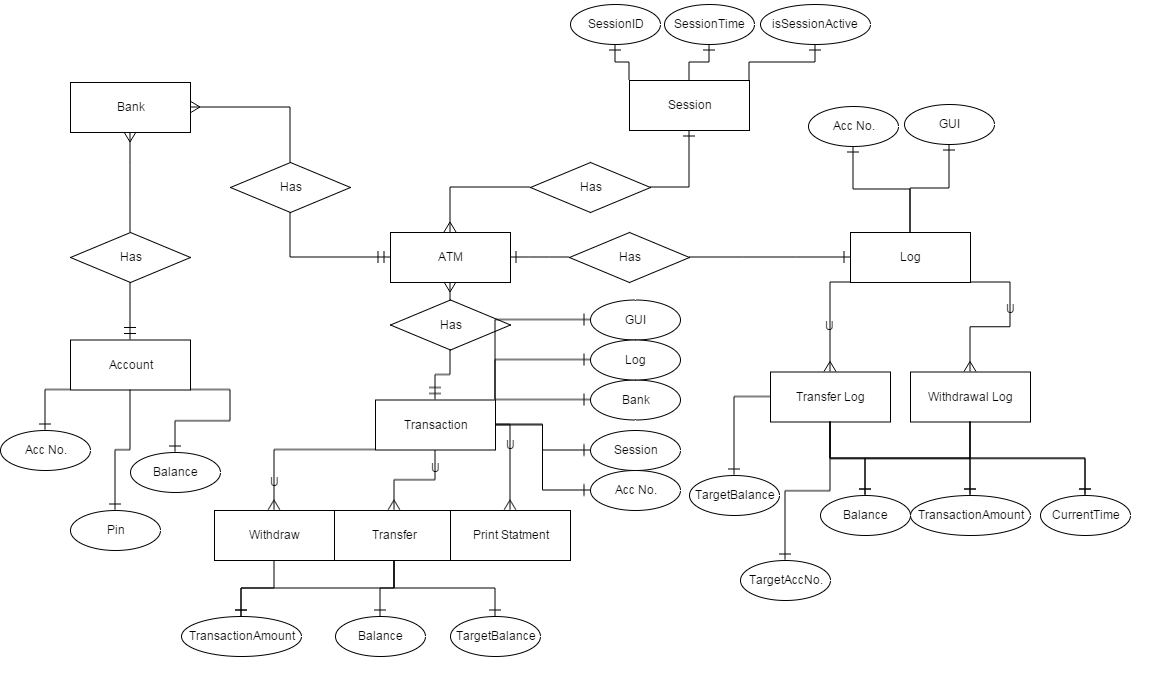 SessionID
SessionTime
isSessionActive
Bank
Session
Acc No.
GUI
Has
Has
Has
ATM
Has
Log
Has
GUI
U
U
Log
Account
Transfer Log
Withdrawal Log
Bank
Transaction
U
Session
Acc No.
U
U
Balance
Acc No.
TargetBalance
Pin
Withdraw
Transfer
Print Statment
Balance
TransactionAmount
CurrentTime
TargetAccNo.
TransactionAmount
Balance
TargetBalance